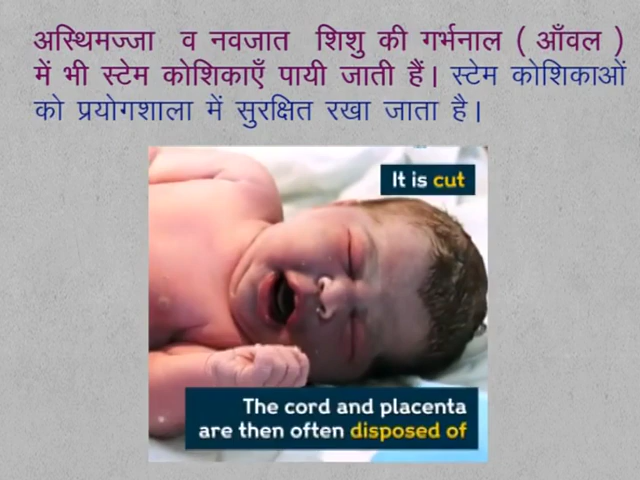 अस्थिमज्जा व नवजात शिशु की गर्भनाल ( आँवल )
में भी स्टेम कोशिकाएँ पायी जाती हैं। स्टेम कोशिकाओं
को प्रयोगशाला में सुरक्षित रखा जाता है।
It is cut
The cord and placenta
are then often disposed of